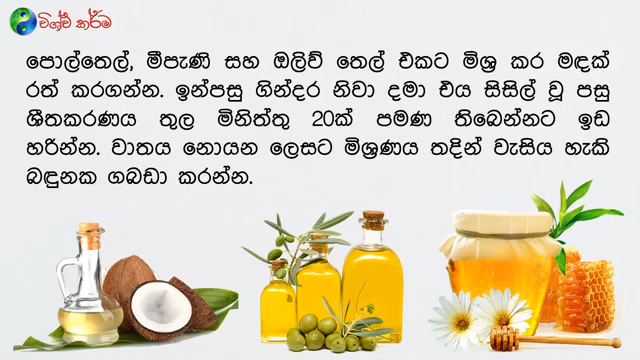 විශ්ව කර්ම
පොල්තෙල්, මීපැණි සහ ඔලිව් තෙල් එකට මිශ්‍ර කර මඳක්
රත් කරගන්න. ඉන්පසු ගින්දර නිවා දමා එය සිසිල් වූ පසු
ශීතකරණය තුල මිනිත්තු 20ක් පමණ තිබෙන්නට ඉඩ
හරින්න. වාතය නොයන ලෙසට මිශ්‍රණය තදින් වැසිය හැකි
බඳුනක ගබඩා කරන්න.